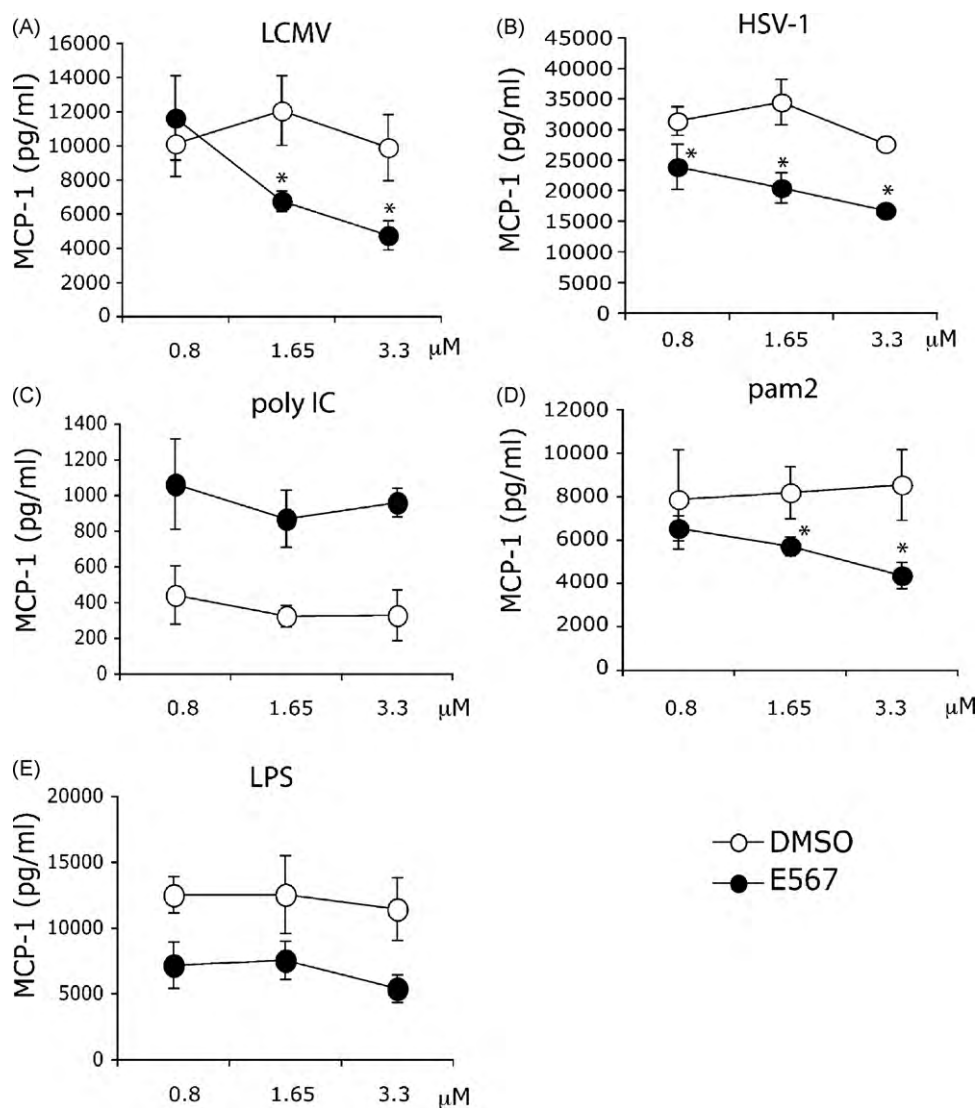 (A)
LCMV
MCP-1 (pg/ml)
16000
14000
12000
10000
8000
6000
4000
2000
0
*
*
0.8 1.65 3.3 μM
(B)
HSV-1
MCP-1 (pg/ml)
45000
40000
35000
30000
25000
20000
15000
10000
5000
0
*
*
*
0.8 1.65 3.3 μM
(C)
poly IC
MCP-1 (pg/ml)
1400
1200
1000
800
600
400
200
0
0.8 1.65 3.3 μM
(D)
pam2
MCP-1 (pg/ml)
12000
10000
8000
6000
4000
2000
0
*
*
0.8 1.65 3.3 μM
(E)
LPS
MCP-1 (pg/ml)
20000
15000
10000
5000
0
0.8 1.65 3.3 μM
DMSO
E567